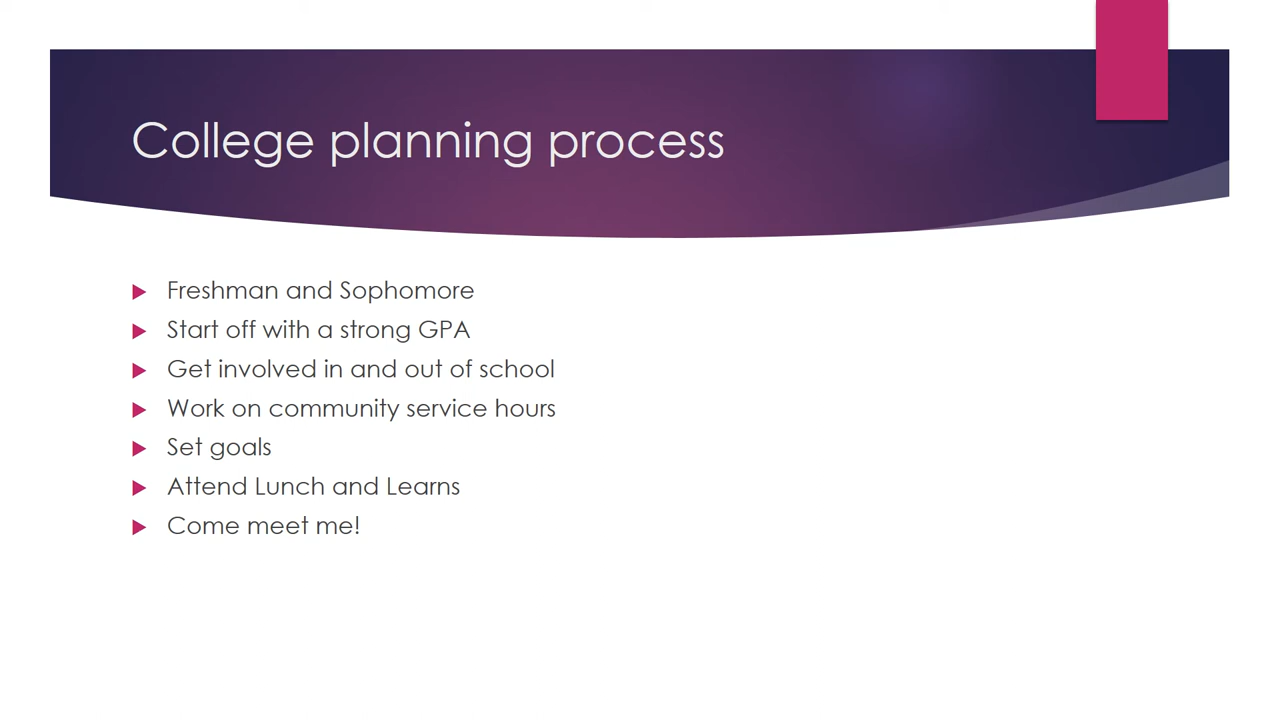 College planning process
Freshman and Sophomore
Start off with a strong GPA
Get involved in and out of school
Work on community service hours
Set goals
Attend Lunch and Learns
Come meet me!